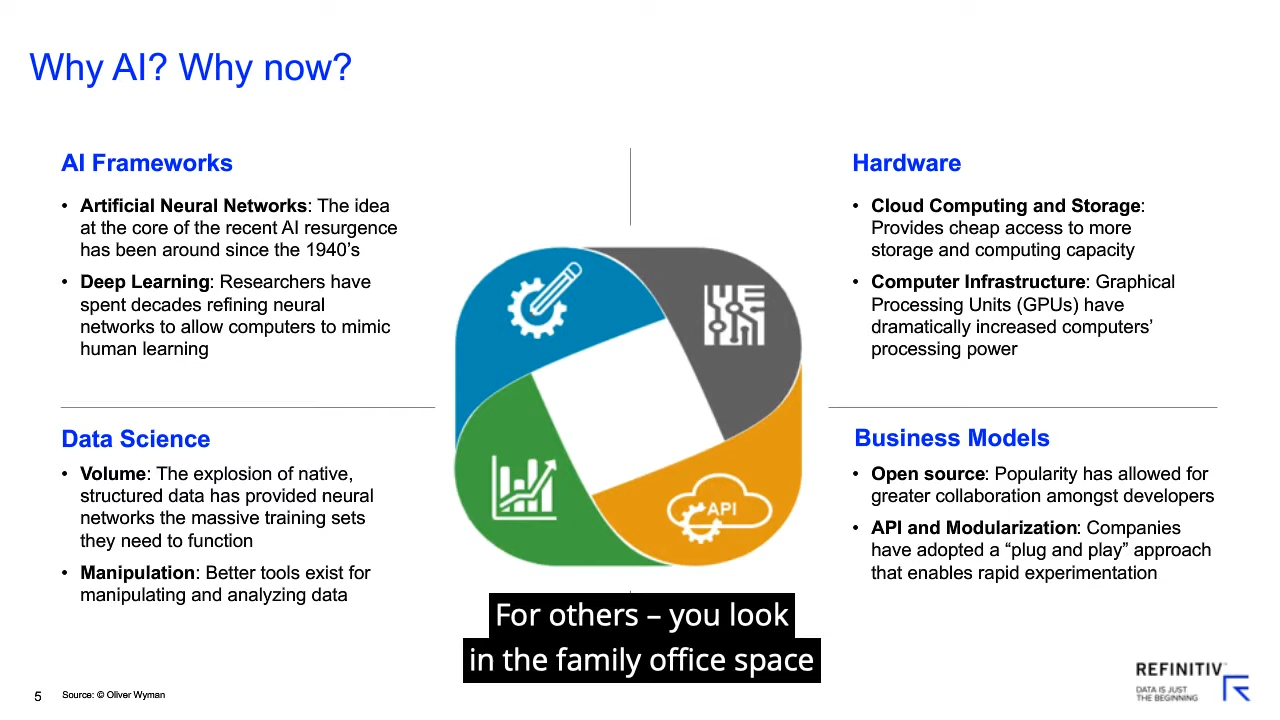 Why AI? Why now?
AI Frameworks
• Artificial Neural Networks: The idea
at the core of the recent AI resurgence
has been around since the 1940’s
• Deep Learning: Researchers have
spent decades refining neural
networks to allow computers to mimic
human learning
Hardware
• Cloud Computing and Storage:
Provides cheap access to more
storage and computing capacity
• Computer Infrastructure: Graphical
Processing Units (GPUs) have
dramatically increased computers’
processing power
Data Science
• Volume: The explosion of native,
structured data has provided neural
networks the massive training sets
they need to function
• Manipulation: Better tools exist for
manipulating and analyzing data
API
Business Models
• Open source: Popularity has allowed for
greater collaboration amongst developers
• API and Modularization: Companies
have adopted a “plug and play” approach
that enables rapid experimentation
For others – you look
in the family office space
5
Source: © Oliver Wyman
REFINITIV
DATA IS JUST
THE BEGINNING